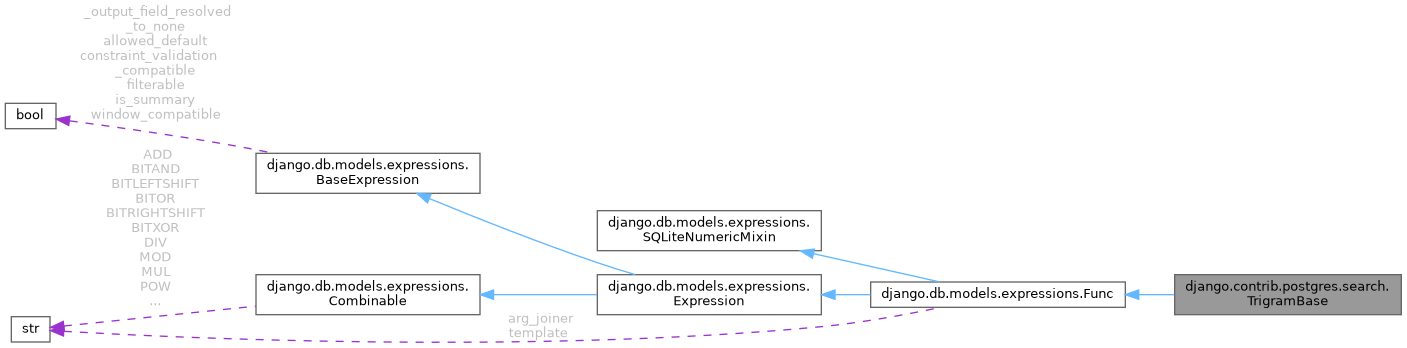 _output_field_resolved
_to_none
allowed_default
constraint_validation
_compatible
filterable
is_summary
window_compatible
bool
django.db.models.expressions.
BaseExpression
ADD
BITAND
BITLEFTSHIFT
BITOR
BITRIGHTSHIFT
BITXOR
DIV
MOD
MUL
POW
...
django.db.models.expressions.
SQLiteNumericMixin
django.db.models.expressions.
Combinable
django.db.models.expressions.
Expression
django.db.models.expressions.Func
django.contrib.postgres.search.
TrigramBase
str
arg_joiner
template